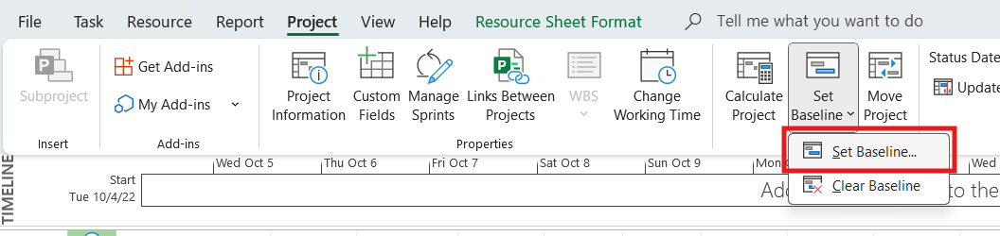 Task Resource Report Project View Help Resource Sheet Format Tell me what you want to do
Subproject
Get Add-ins
My Add-ins
Project
Information
Custom
Fields
Manage
Sprints
Links Between
Projects
WBS
Change
Working Time
Calculate
Project
Set
Baseline
Move
Project
Status Date
Update
Insert
Add-ins
Properties
Set Baseline...
Clear Baseline
TIMELINE
Wed Oct 5 Thu Oct 6 Fri Oct 7 Sat Oct 8 Sun Oct 9 Mon Wed
Start
Tue 10/4/22
Add
to the